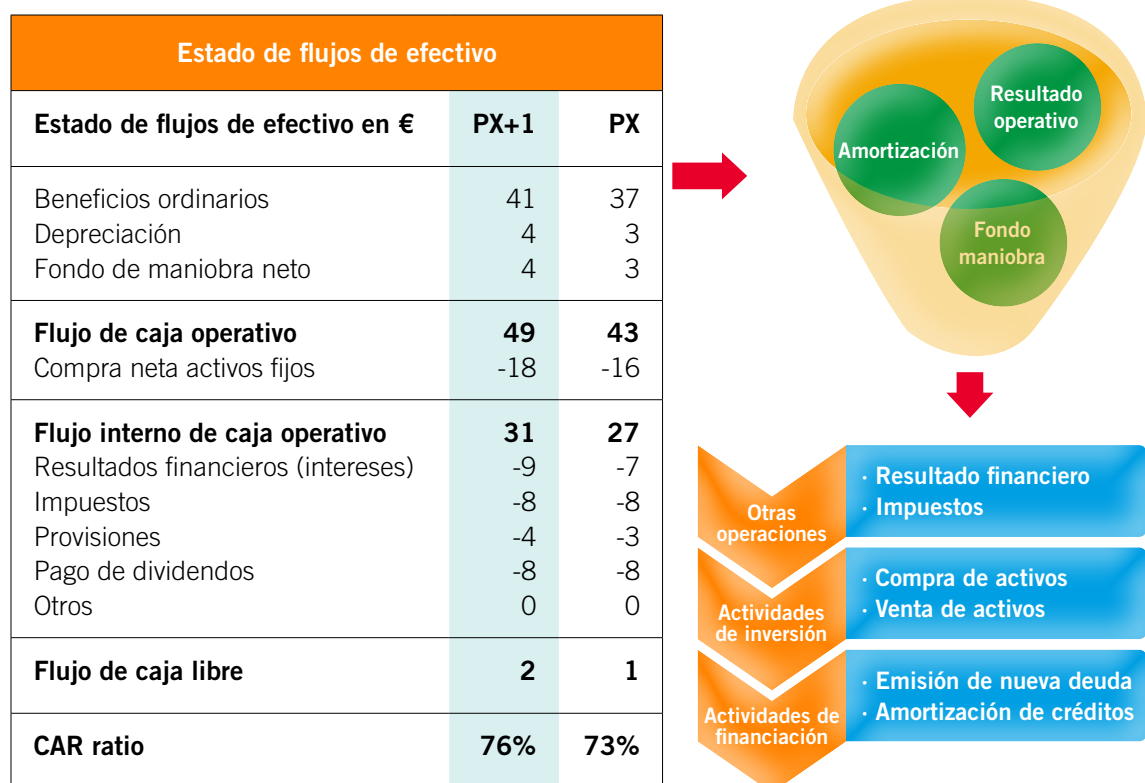 Estado de flujos de efectivo
Estado de flujos de efectivo en € PX+1 PX
Beneficios ordinarios 41 37
Depreciación 4 3
Fondo de maniobra neto 4 3
Flujo de caja operativo 49 43
Compra neta activos fijos -18 -16
Flujo interno de caja operativo 31 27
Resultados financieros (intereses) -9 -7
Impuestos -8 -8
Provisiones -4 -3
Pago de dividendos -8 -8
Otros 0 0
Flujo de caja libre 2 1
CAR ratio 76% 73%
Resultado
operativo
Amortización
Fondo
maniobra
Otras
operaciones
· Resultado financiero
· Impuestos
Actividades
de inversión
· Compra de activos
· Venta de activos
Actividades de
financiación
· Emisión de nueva deuda
· Amortización de créditos